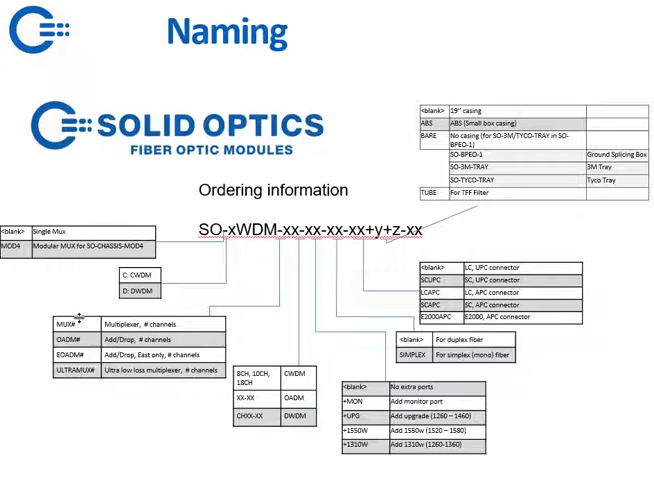 Naming
SOLID OPTICS
FIBER OPTIC MODULES
<blank> 19" casing
ABS ABS (Small box casing)
BARE No casing (for SO-3M/TYCO-TRAY in SO-BPEO-1)
SO-BPEO-1 Ground Splicing Box
SO-3M-TRAY 3M Tray
SO-TYCO-TRAY Tyco Tray
TUBE For TFF Filter
Ordering information
SO-xWDM-xx-xx-xx-xx+y+z-xx
<blank> Single Mux
MOD4 Modular MUX for SO-CHASSIS-MOD4
C: CWDM
D: DWDM
<blank> LC, UPC connector
SCUPC SC, UPC connector
LCAPC LC, APC connector
SCAPC SC, APC connector
E2000APC E2000, APC connector
MUX# Multiplexer, # channels
OADM# Add/Drop, # channels
EOADM# Add/Drop, East only, # channels
ULTRAMUX# Ultra low loss multiplexer, # channels
<blank> For duplex fiber
SIMPLEX For simplex (mono) fiber
8CH, 10CH, 18CH CWDM
XX-XX OADM
CHXX-XX DWDM
<blank> No extra ports
+MON Add monitor port
+UPG Add upgrade (1260 – 1460)
+1550W Add 1550w (1520 – 1580)
+1310W Add 1310w (1260-1360)